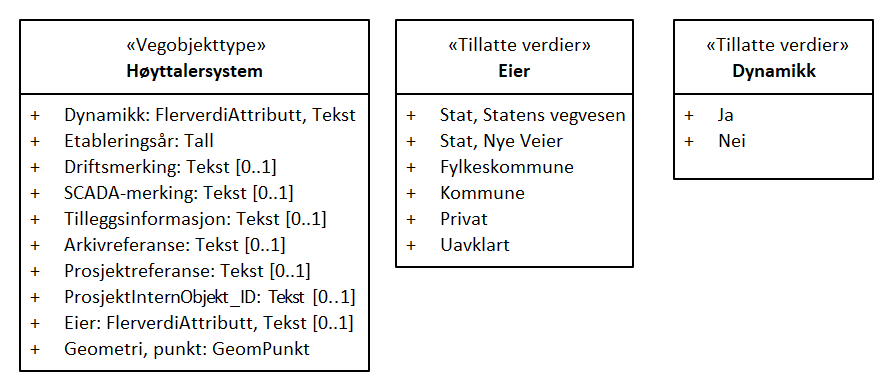 «Vegobjekttype»
Høyttalersystem
+ Dynamikk: FlerverdiAttributt, Tekst
+ Etableringsår: Tall
+ Driftsmerking: Tekst [0..1]
+ SCADA-merking: Tekst [0..1]
+ Tilleggsinformasjon: Tekst [0..1]
+ Arkivreferanse: Tekst [0..1]
+ Prosjektreferanse: Tekst [0..1]
+ ProsjektInternObjekt_ID: Tekst [0..1]
+ Eier: FlerverdiAttributt, Tekst [0..1]
+ Geometri, punkt: GeomPunkt
«Tillatte verdier»
Eier
+ Stat, Statens vegvesen
+ Stat, Nye Veier
+ Fylkeskommune
+ Kommune
+ Privat
+ Uavklart
«Tillatte verdier»
Dynamikk
+ Ja
+ Nei